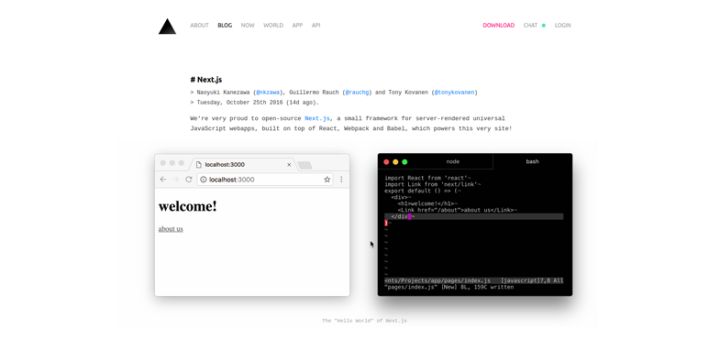 ABOUT BLOG NOW WORLD APP API DOWNLOAD CHAT LOGIN
# Next.js
> Naoyuki Kanezawa (@nkzawa), Guillermo Rauch (@rauchg) and Tony Kovanen (@tonykovanen)
> Tuesday, October 25th 2016 (14d ago).
We're very proud to open-source Next.js, a small framework for server-rendered universal
JavaScript webapps, built on top of React, Webpack and Babel, which powers this very site!
localhost:3000
localhost:3000
welcome!
about us
node bash
import React from 'react'¬
import Link from 'next/link'¬
export default () => (¬
<div>¬
<h1>welcome!</h1>¬
<Link href="/about">about us</Link>¬
</div>¬
)¬
~
~
~
~
~
~
~
~
<nts/Projects/app/pages/index.js [javascript]7,8 All
"pages/index.js" [New] 8L, 159C written
The "Hello World" of Next.js